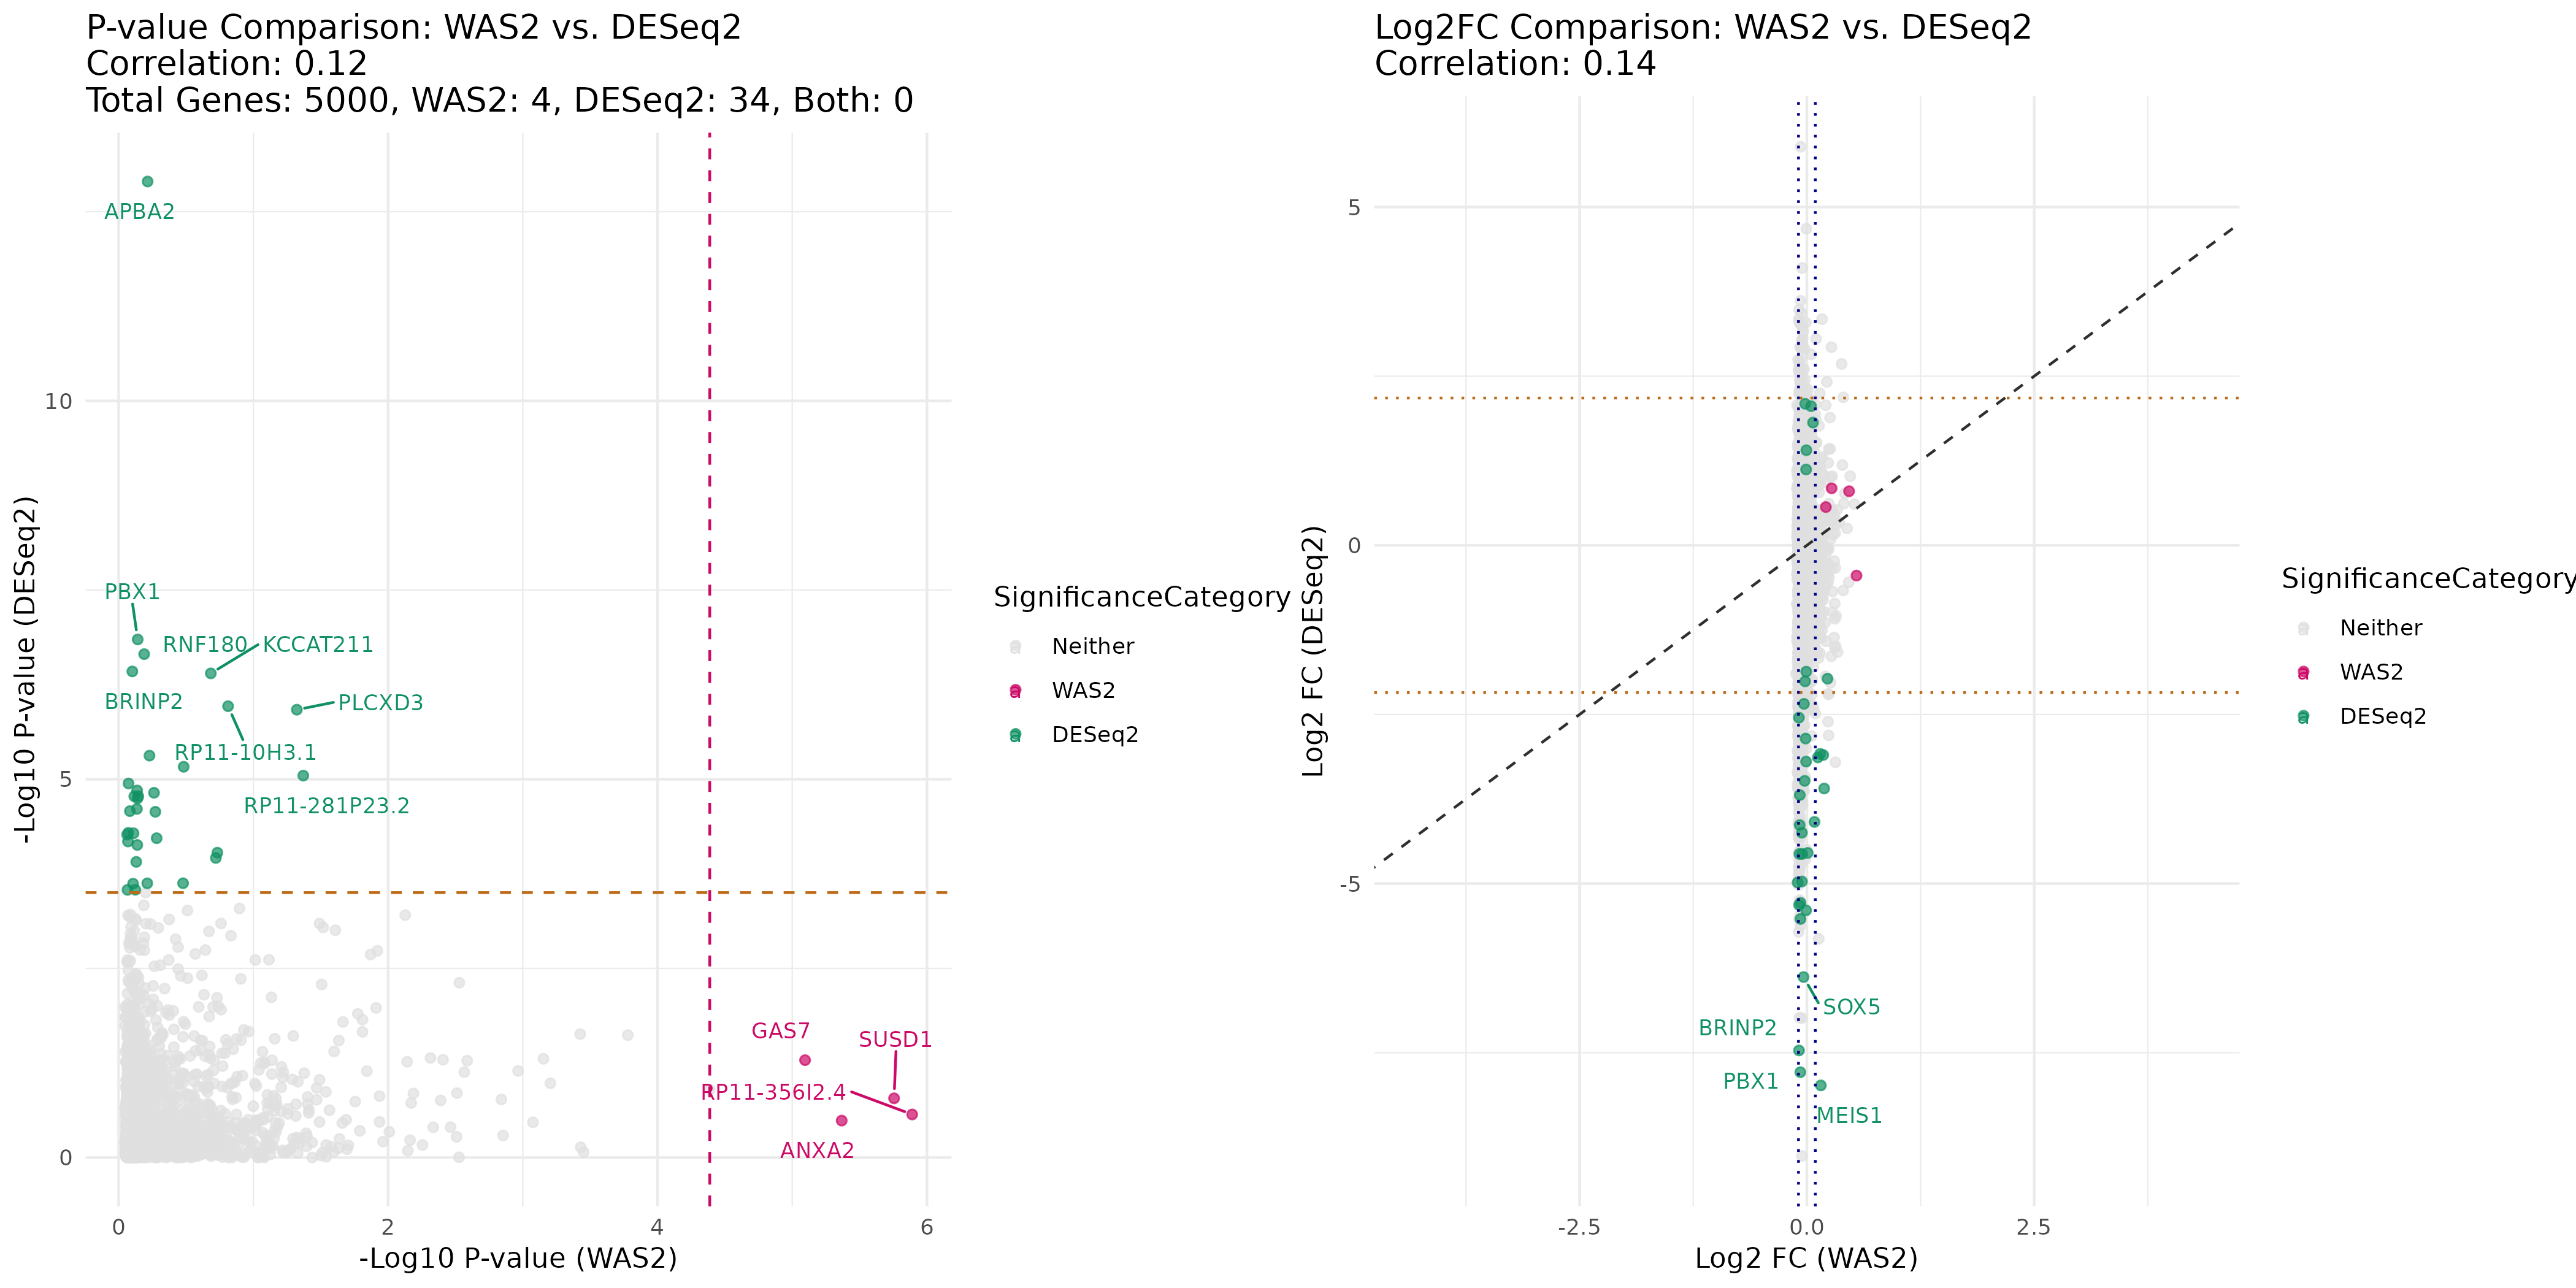 P-value Comparison: WAS2 vs. DESeq2
Correlation: 0.12
Total Genes: 5000, WAS2: 4, DESeq2: 34, Both: 0
APBA2
10
PBX1
RNF180
KCCAT211
BRINP2
PLCXD3
RP11-10H3.1
5
RP11-281P23.2
GAS7
SUSD1
RP11-356I2.4
ANXA2
0
0
2
4
6
-Log10 P-value (WAS2)
-Log10 P-value (DESeq2)
SignificanceCategory
Neither
WAS2
DESeq2
Log2FC Comparison: WAS2 vs. DESeq2
Correlation: 0.14
5
0
-5
SOX5
BRINP2
PBX1
MEIS1
-2.5
0.0
2.5
Log2 FC (WAS2)
Log2 FC (DESeq2)
SignificanceCategory
Neither
WAS2
DESeq2